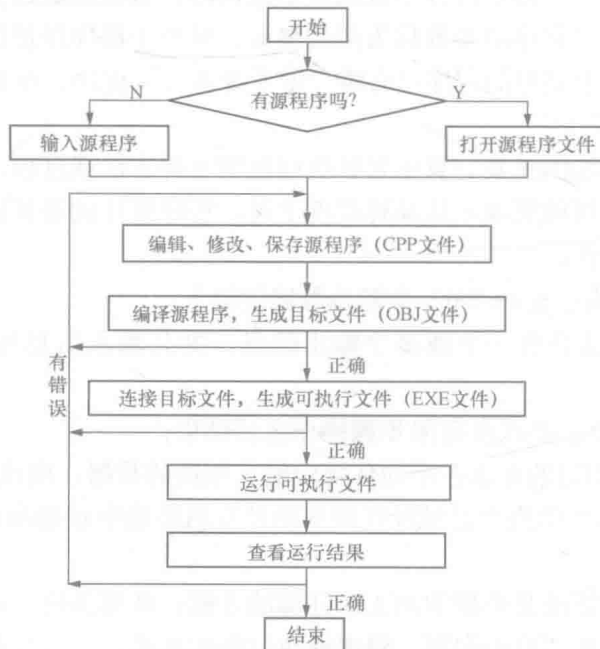 开始
N
有源程序吗?
Y
输入源程序
打开源程序文件
编辑、修改、保存源程序(CPP文件)
编译源程序,生成目标文件(OBJ文件)
有错误
正确
连接目标文件,生成可执行文件(EXE文件)
正确
运行可执行文件
查看运行结果
正确
结束